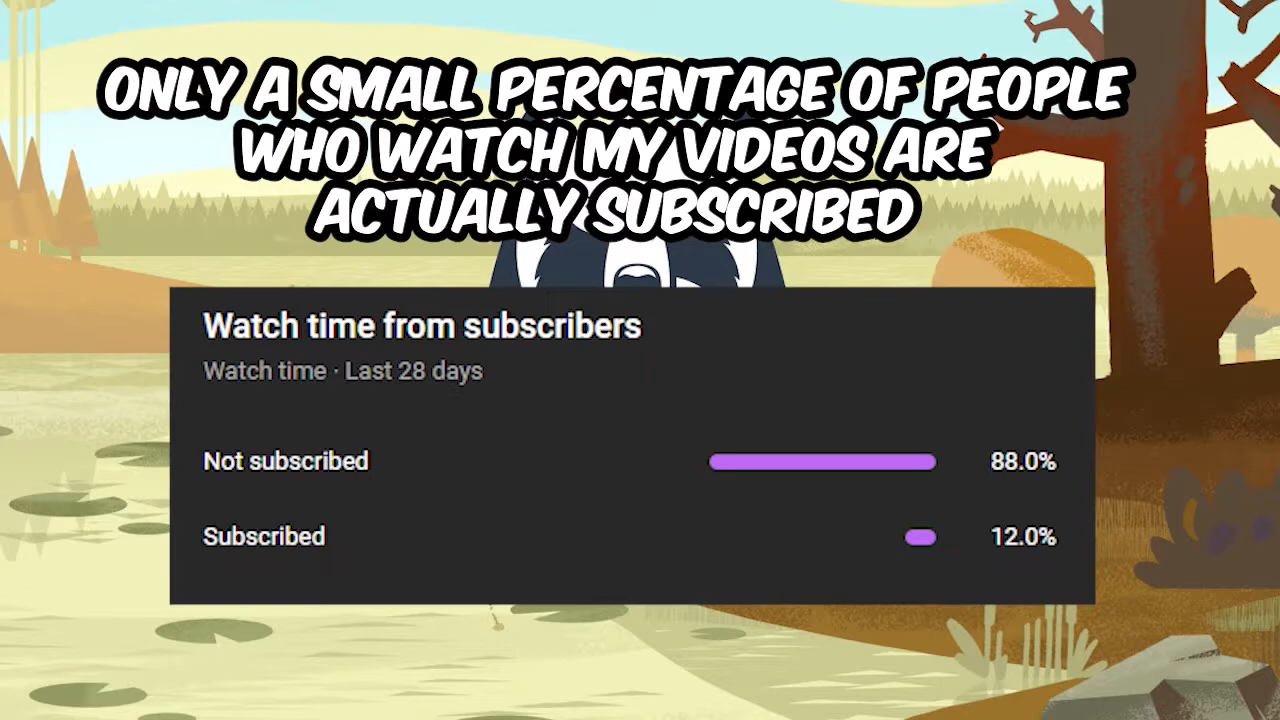 ONLY A SMALL PERCENTAGE OF PEOPLE
WHO WATCH MY VIDEOS ARE
ACTUALLY SUBSCRIBED
Watch time from subscribers
Watch time · Last 28 days
Not subscribed 88.0%
Subscribed 12.0%